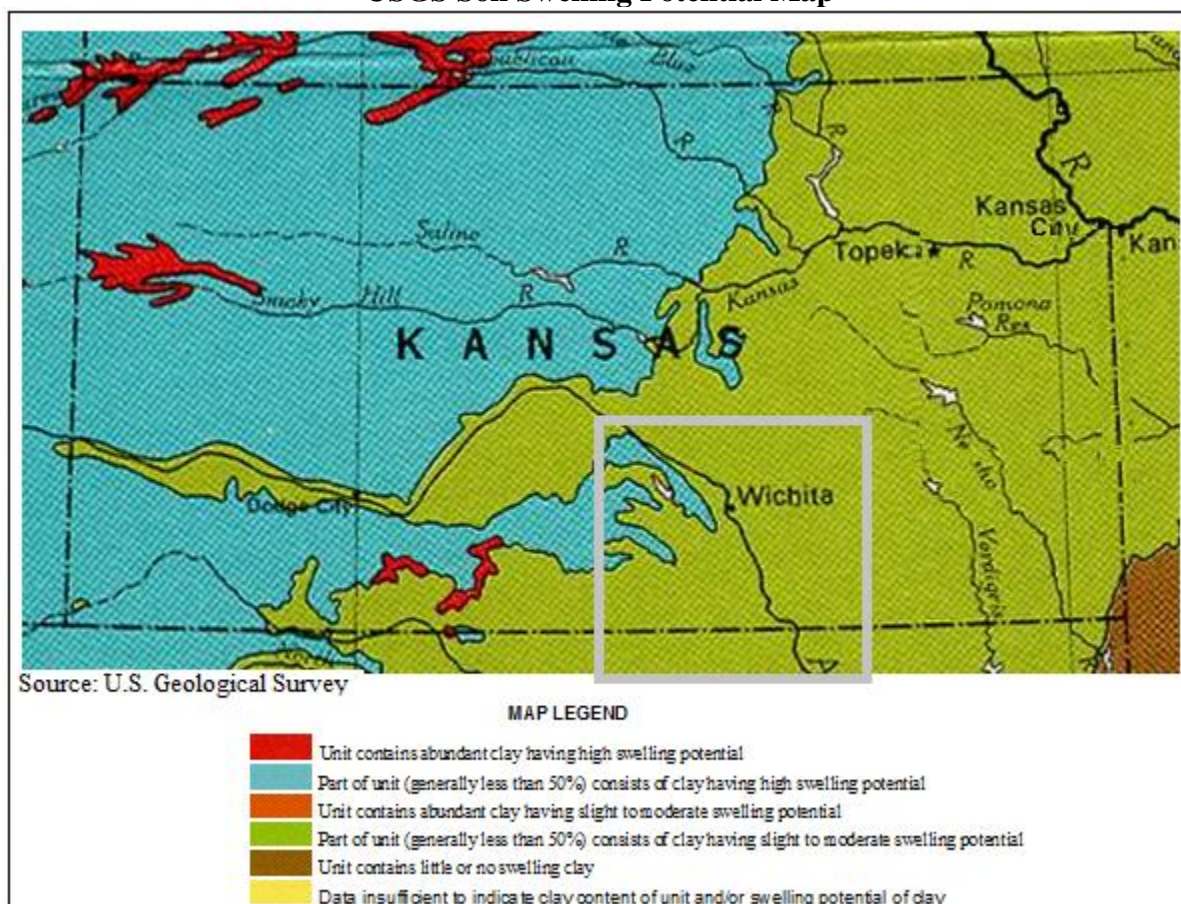 USGS Soil Swelling Potential Map
Republican
Blue
R
R
R
R
Kansas
City
Kan
Saline
R
Topeka
R
Smoky Hill R
Kansas
Pomona
Res
KANSAS
Neosho
Dodge City
Wichita
Verdigris
R
Source: U.S. Geological Survey
MAP LEGEND
Unit contains abundant clay having high swelling potential
Part of unit (generally less than 50%) consists of clay having high swelling potential
Unit contains abundant clay having slight to moderate swelling potential
Part of unit (generally less than 50%) consists of clay having slight to moderate swelling potential
Unit contains little or no swelling clay
Data insufficient to indicate clay content of unit and/or swelling potential of clay